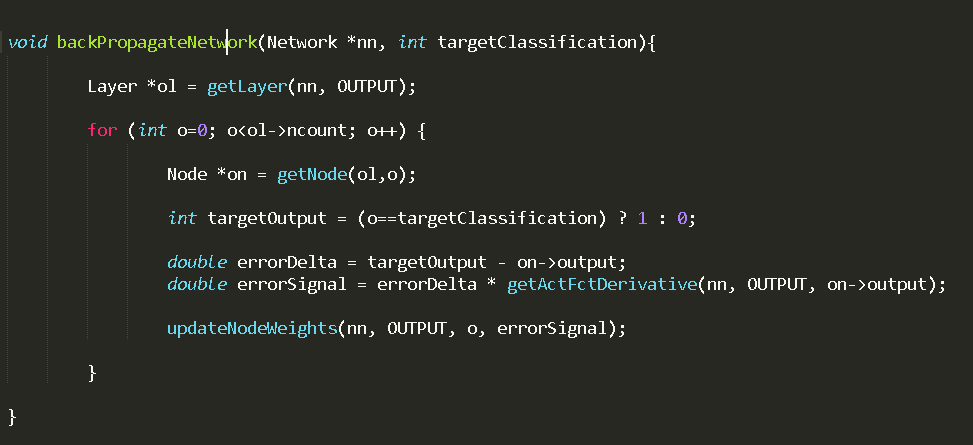 void backPropagateNetwork(Network *nn, int targetClassification){
Layer *ol = getLayer(nn, OUTPUT);
for (int o=0; o<ol->ncount; o++) {
Node *on = getNode(ol,o);
int targetOutput = (o==targetClassification) ? 1 : 0;
double errorDelta = targetOutput - on->output;
double errorSignal = errorDelta * getActFctDerivative(nn, OUTPUT, on->output);
updateNodeWeights(nn, OUTPUT, o, errorSignal);
}
}